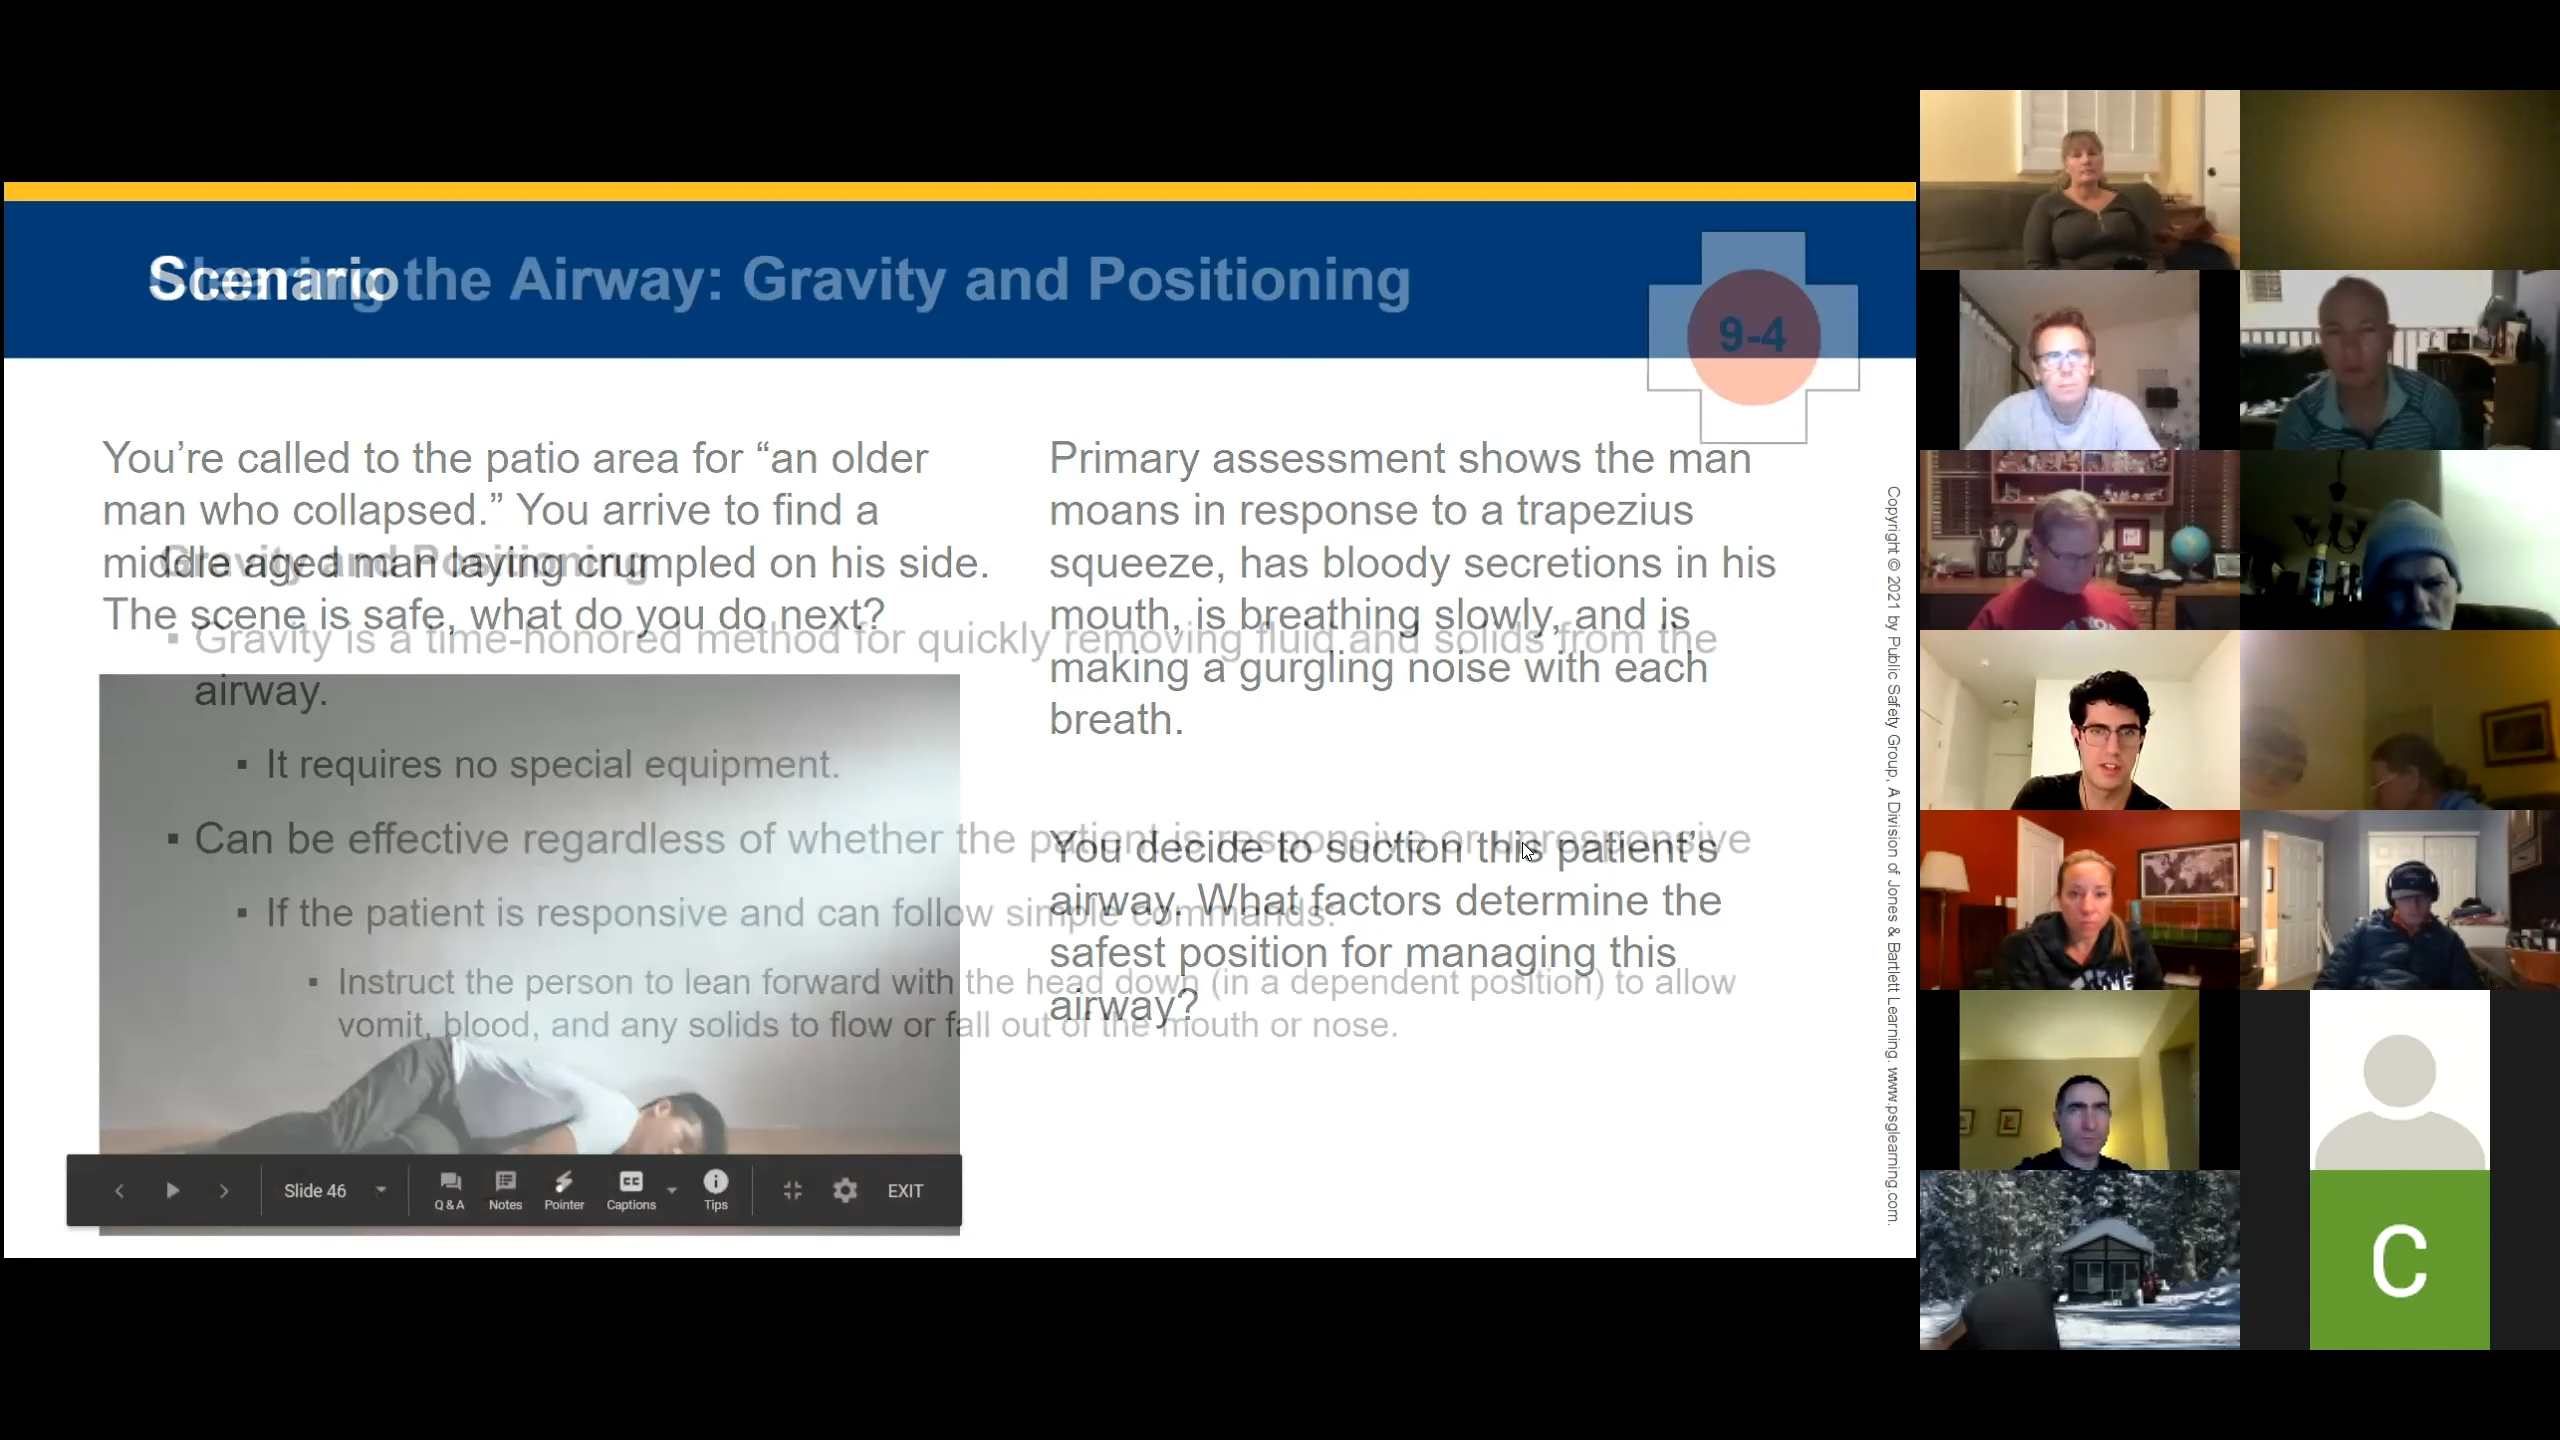 Scenario
Clearing the Airway: Gravity and Positioning
9-4
You’re called to the patio area for “an older
man who collapsed.” You arrive to find a
middle aged man laying crumpled on his side.
The scene is safe, what do you do next?
Primary assessment shows the man
moans in response to a trapezius
squeeze, has bloody secretions in his
mouth, is breathing slowly, and is
making a gurgling noise with each
breath.
You decide to suction this patient’s
airway. What factors determine the
safest position for managing this
airway?
Gravity and Positioning
▪ Gravity is a time-honored method for quickly removing fluid and solids from the
airway.
▪ It requires no special equipment.
▪ Can be effective regardless of whether the patient is responsive or unresponsive
▪ If the patient is responsive and can follow simple commands:
▪ Instruct the person to lean forward with the head down (in a dependent position) to allow
vomit, blood, and any solids to flow or fall out of the mouth or nose.
Copyright © 2021 by Public Safety Group, A Division of Jones & Bartlett Learning. www.psglearning.com.
Slide 46
Q & A
Notes
Pointer
CC
Captions
Tips
EXIT
C